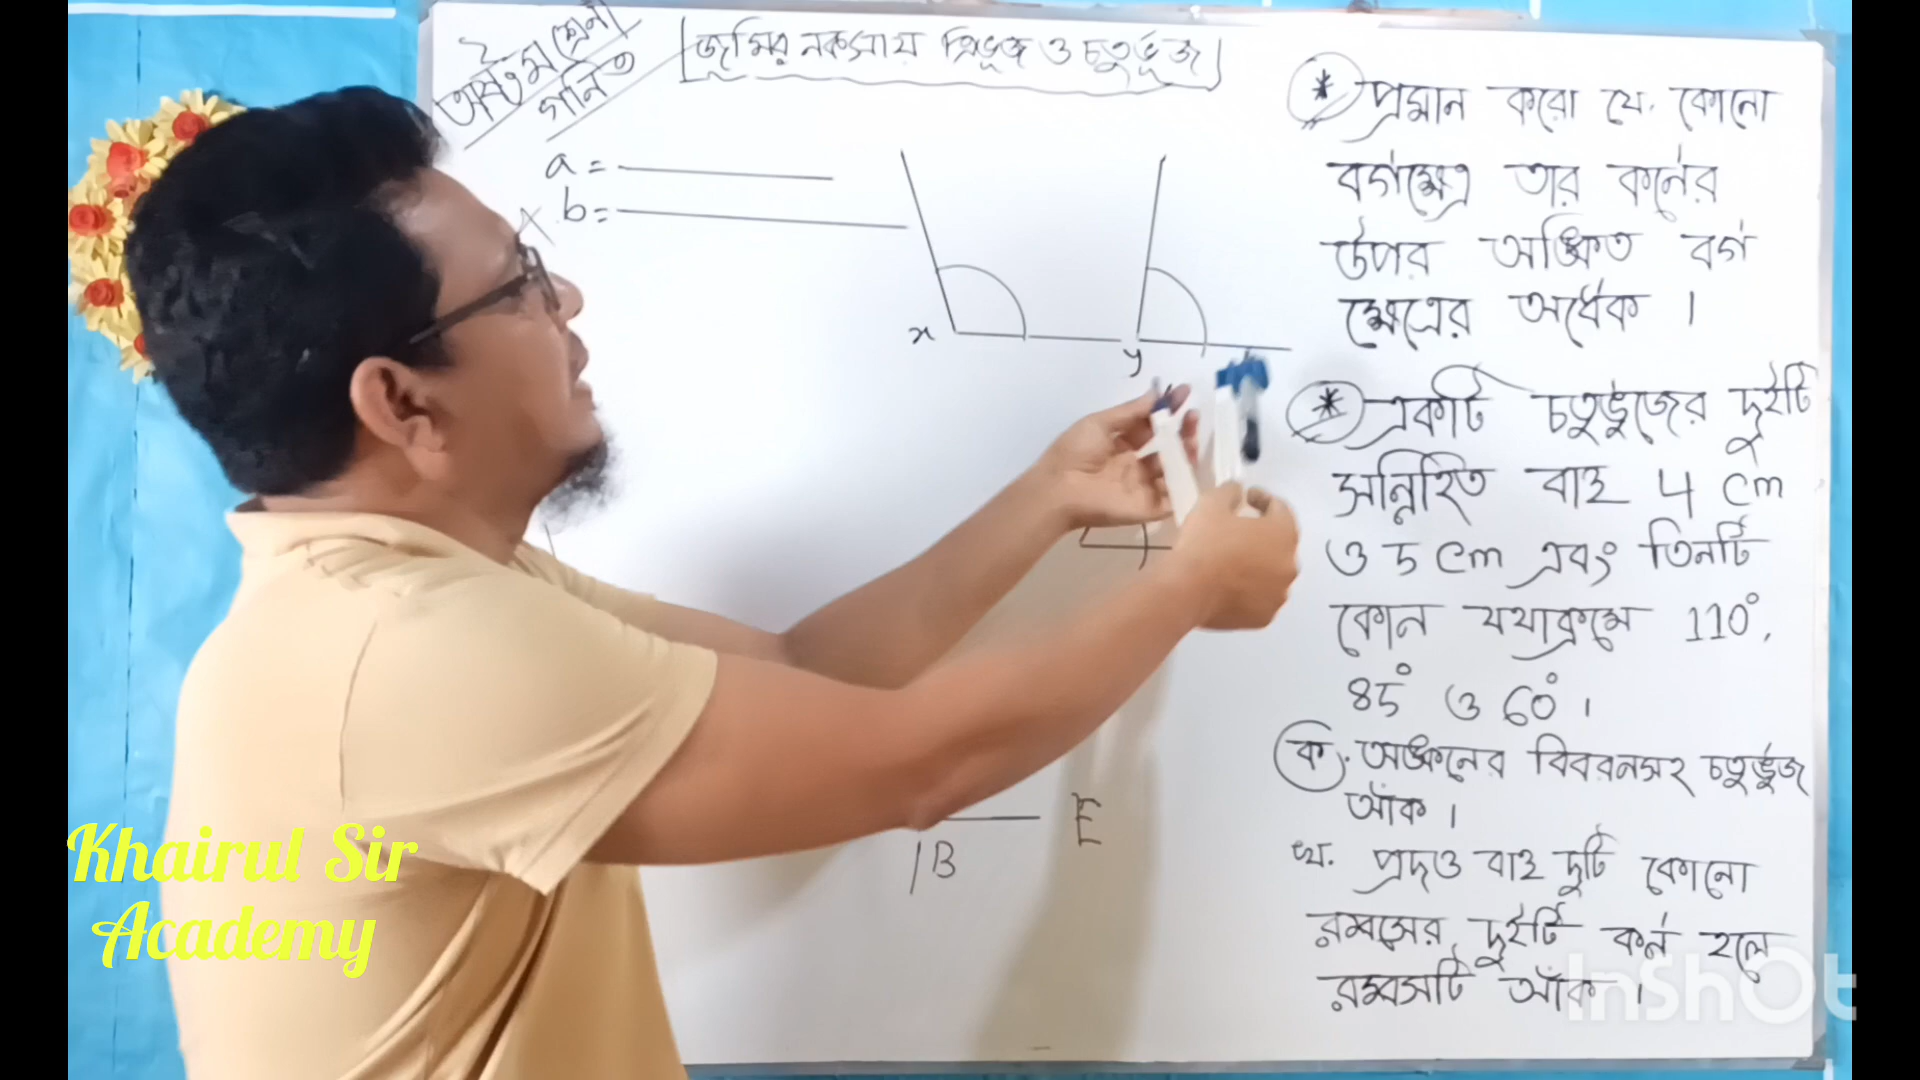 অষ্টম শ্রেনী
গনিত
জমির নকসায় ত্রিভূজ ও চতুর্ভূজ
a =
b =
x
y
E
B
* প্রমান করো যে, কোনো
বর্গক্ষেত্র তার কর্নের
উপর অঙ্কিত বর্গ
ক্ষেত্রের অর্ধেক ।
* একটি চতুর্ভুজের দুইটি
সন্নিহিত বাহু 4 cm
ও 5 cm এবং তিনটি
কোন যথাক্রমে 110°,
85° ও 60° ।
ক. অঙ্কনের বিবরনসহ চতুর্ভুজ
আঁক ।
খ. প্রদত্ত বাহু দুটি কোনো
রম্বসের দুইটি কর্ন হলে
রম্বসটি আঁক ।
Khairul Sir
Academy
InShOt